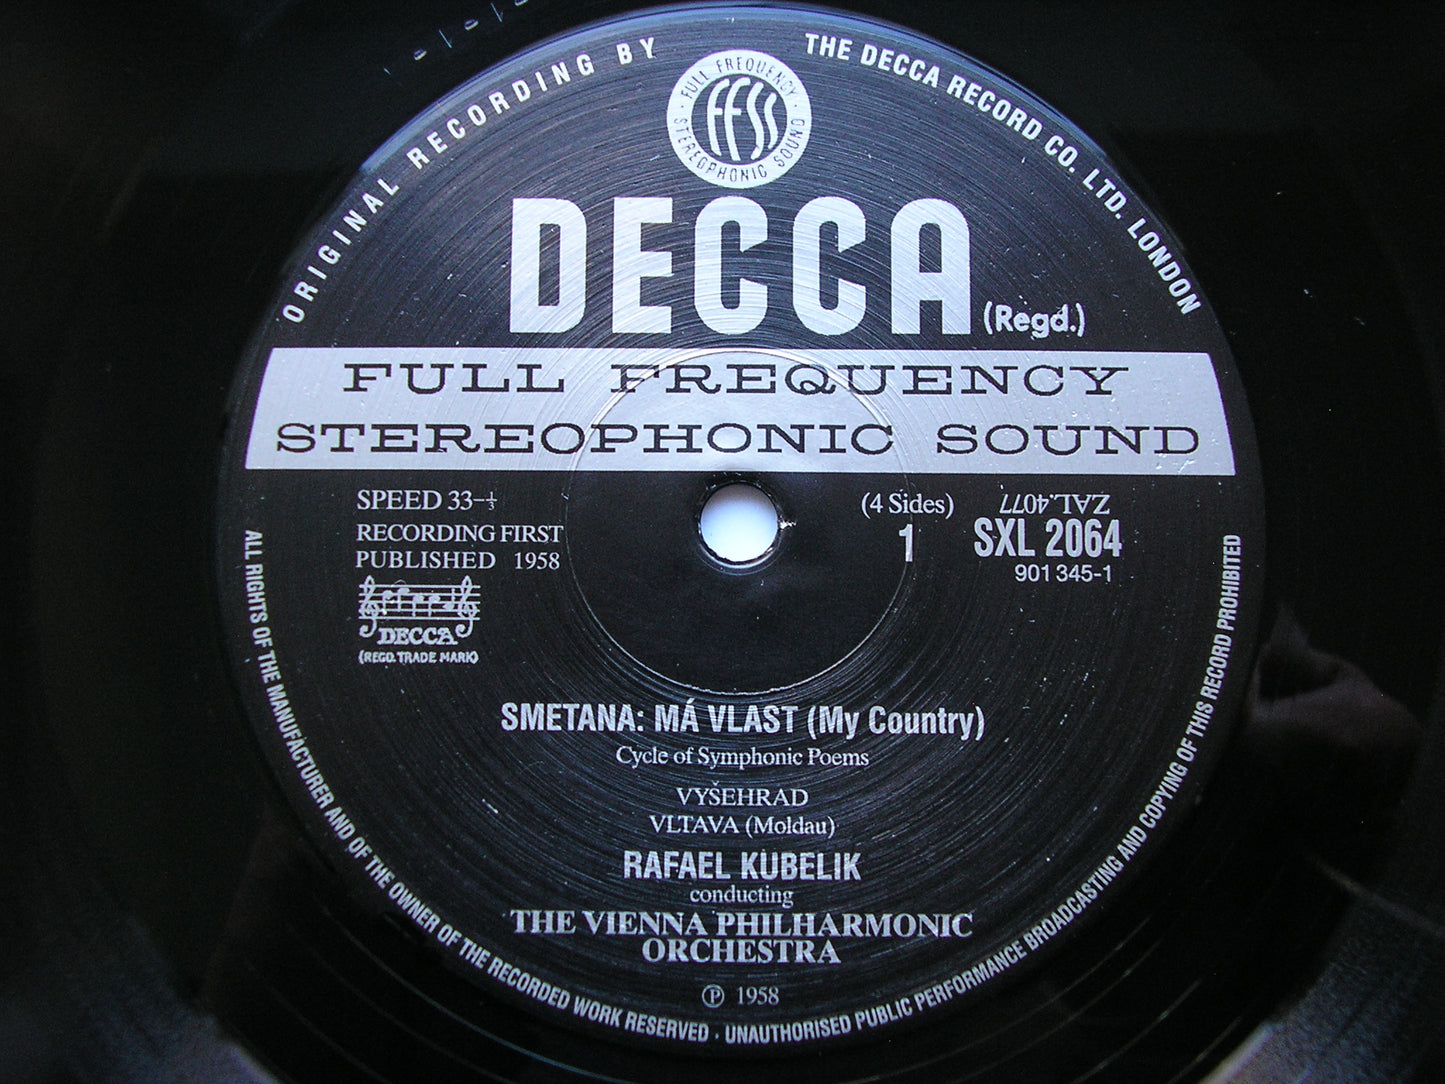 ORIGINAL RECORDING BY
THE DECCA RECORD CO. LTD. LONDON
FULL FREQUENCY
FFSS
STEREOPHONIC SOUND
DECCA
(Regd.)
FULL FREQUENCY
STEREOPHONIC SOUND
SPEED 33-⅓
RECORDING FIRST
PUBLISHED 1958
DECCA
(REGD. TRADE MARK)
(4 Sides)
1
ZAL.4077
SXL 2064
901 345-1
SMETANA: MÁ VLAST (My Country)
Cycle of Symphonic Poems
VYŠEHRAD
VLTAVA (Moldau)
RAFAEL KUBELIK
conducting
THE VIENNA PHILHARMONIC
ORCHESTRA
℗ 1958
ALL RIGHTS OF THE MANUFACTURER AND OF THE OWNER OF THE RECORDED WORK RESERVED · UNAUTHORISED PUBLIC PERFORMANCE BROADCASTING AND COPYING OF THIS RECORD PROHIBITED